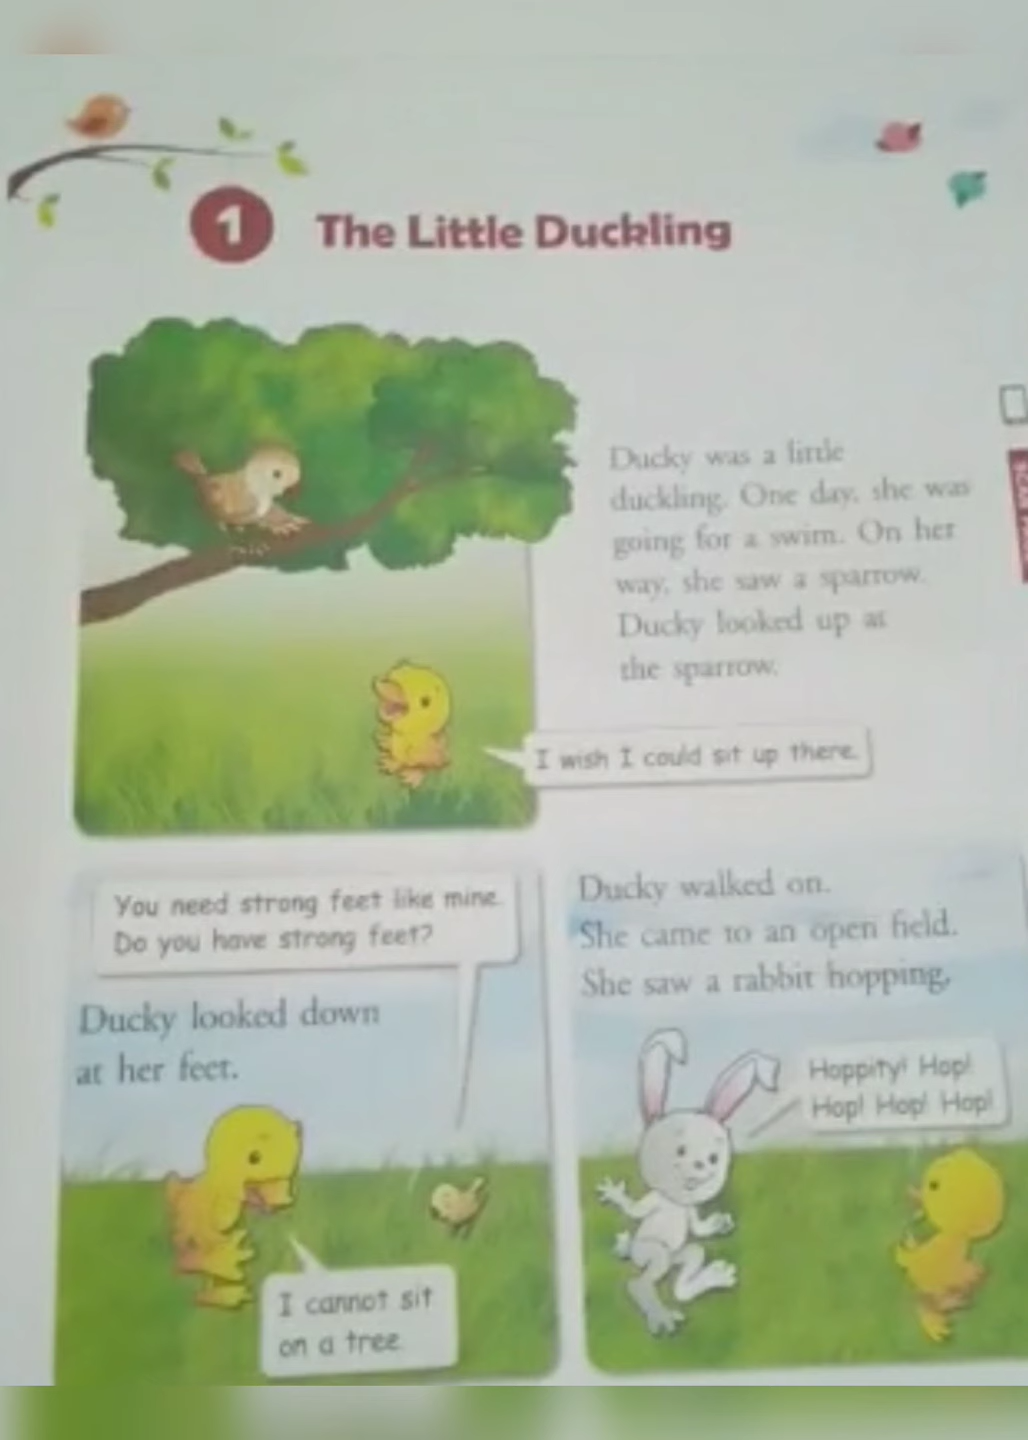 1 The Little Duckling
Ducky was a little
duckling. One day, she was
going for a swim. On her
way, she saw a sparrow.
Ducky looked up at
the sparrow.
I wish I could sit up there.
You need strong feet like mine.
Do you have strong feet?
Ducky looked down
at her feet.
I cannot sit
on a tree.
Ducky walked on.
She came to an open field.
She saw a rabbit hopping.
Hoppity! Hop!
Hop! Hop! Hop!